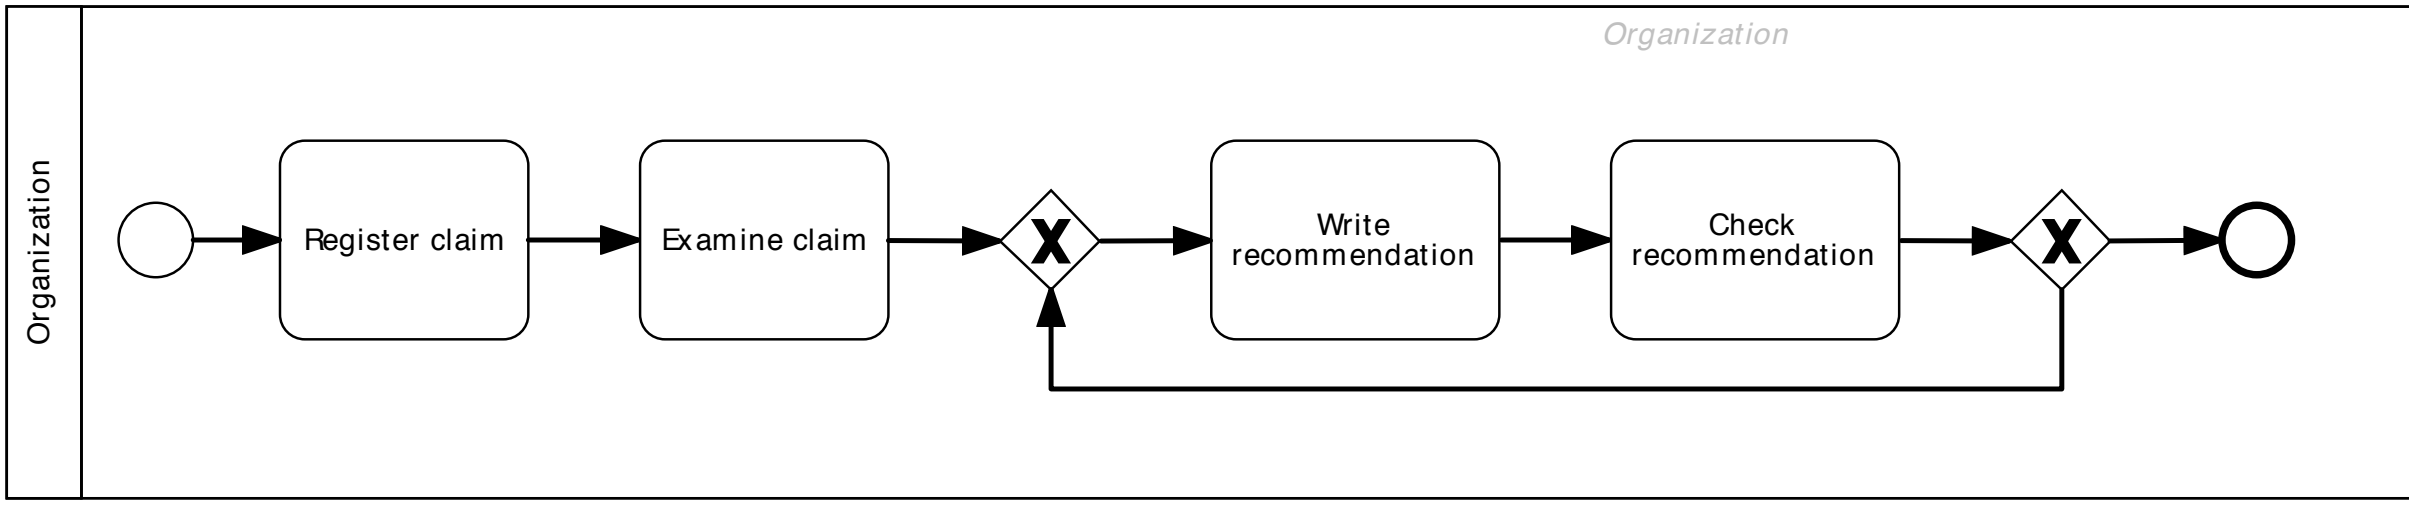 Organization
Organization
Register claim
Examine claim
X
Write
recommendation
Check
recommendation
X